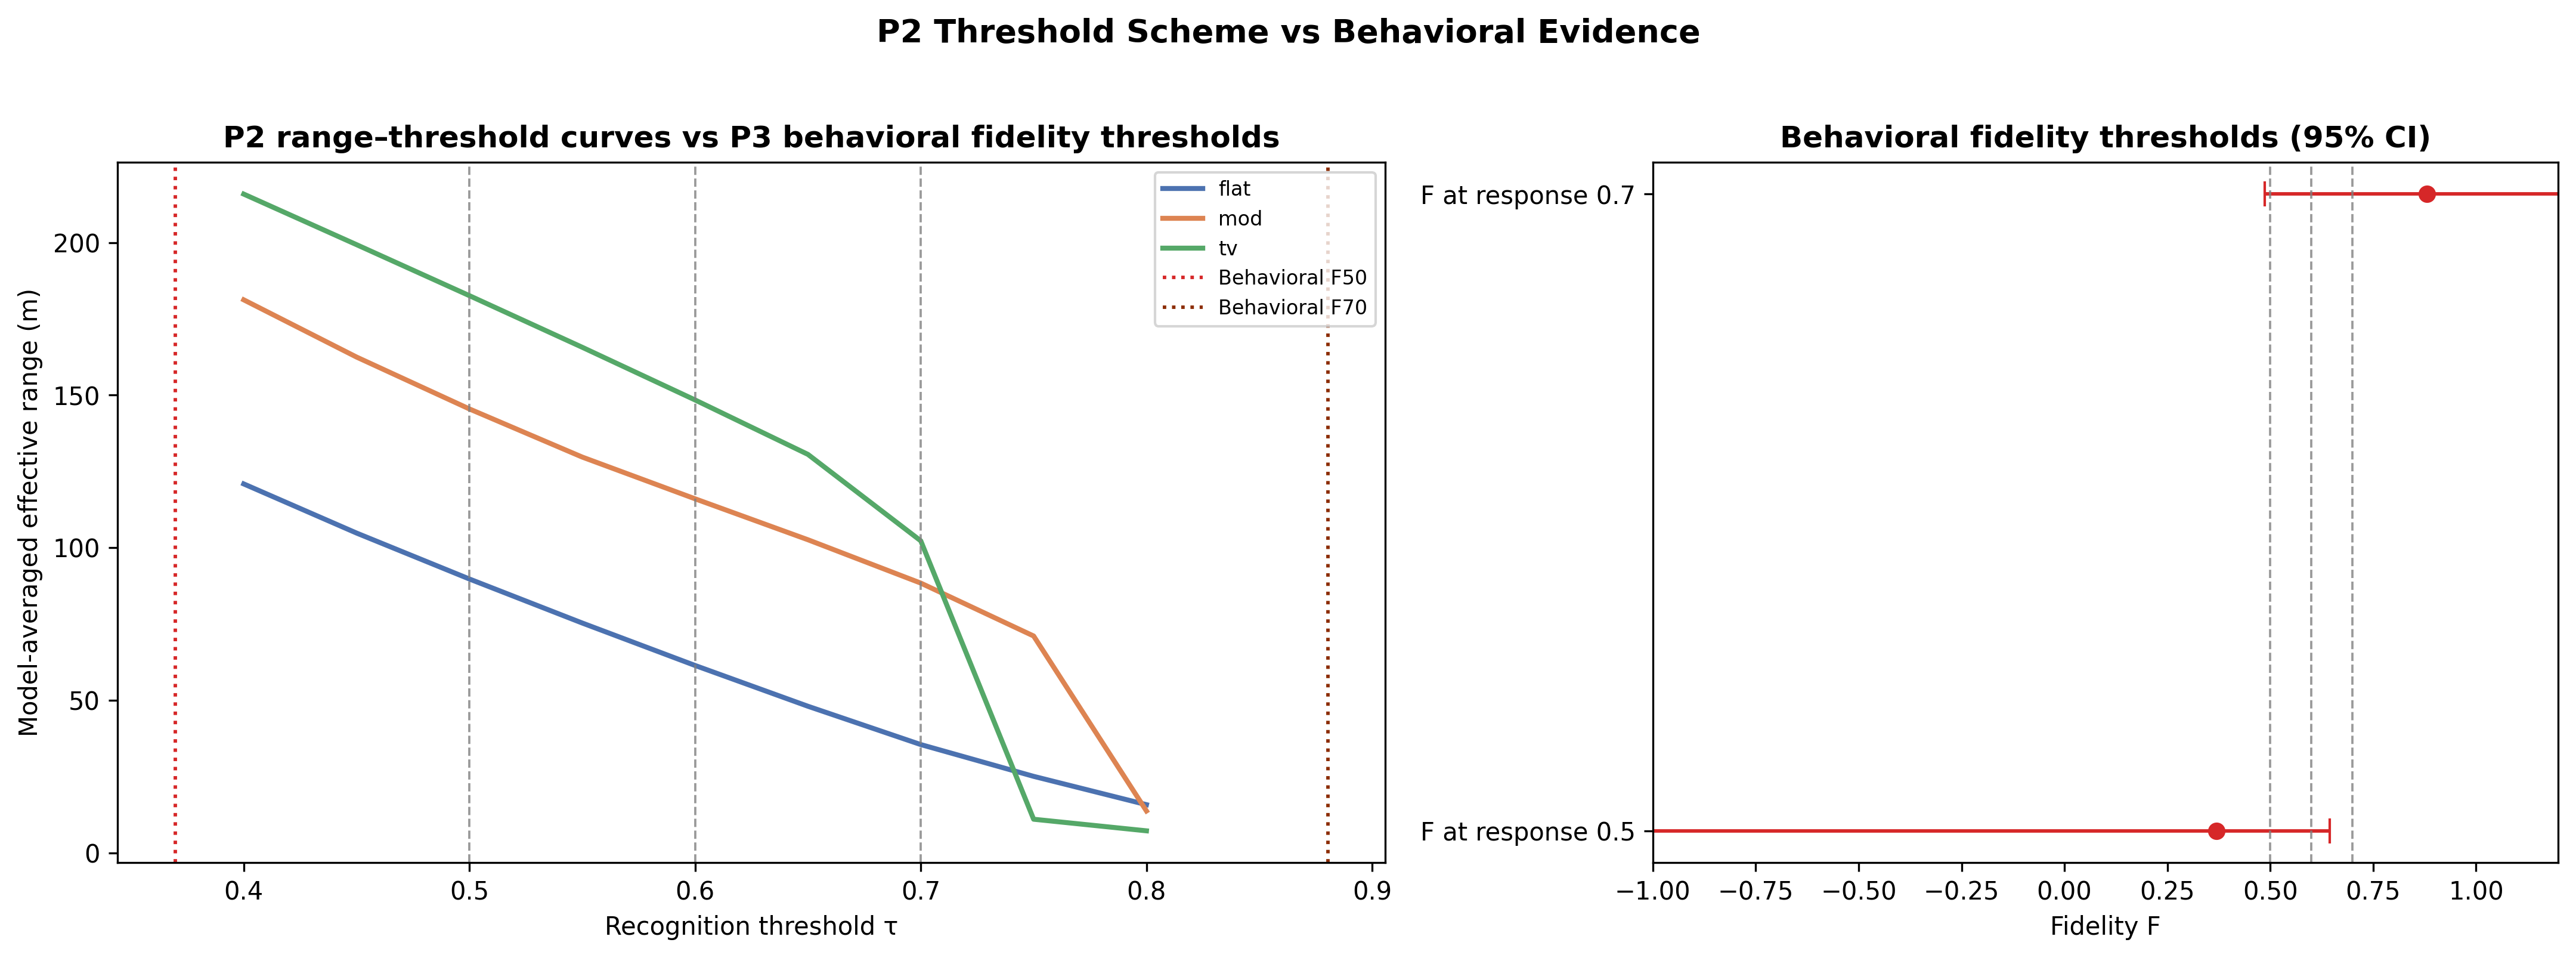 P2 Threshold Scheme vs Behavioral Evidence
P2 range–threshold curves vs P3 behavioral fidelity thresholds
Model-averaged effective range (m)
200
150
100
50
0
0.4 0.5 0.6 0.7 0.8 0.9
Recognition threshold τ
flat
mod
tv
Behavioral F50
Behavioral F70
Behavioral fidelity thresholds (95% CI)
F at response 0.7
F at response 0.5
−1.00 −0.75 −0.50 −0.25 0.00 0.25 0.50 0.75 1.00
Fidelity F